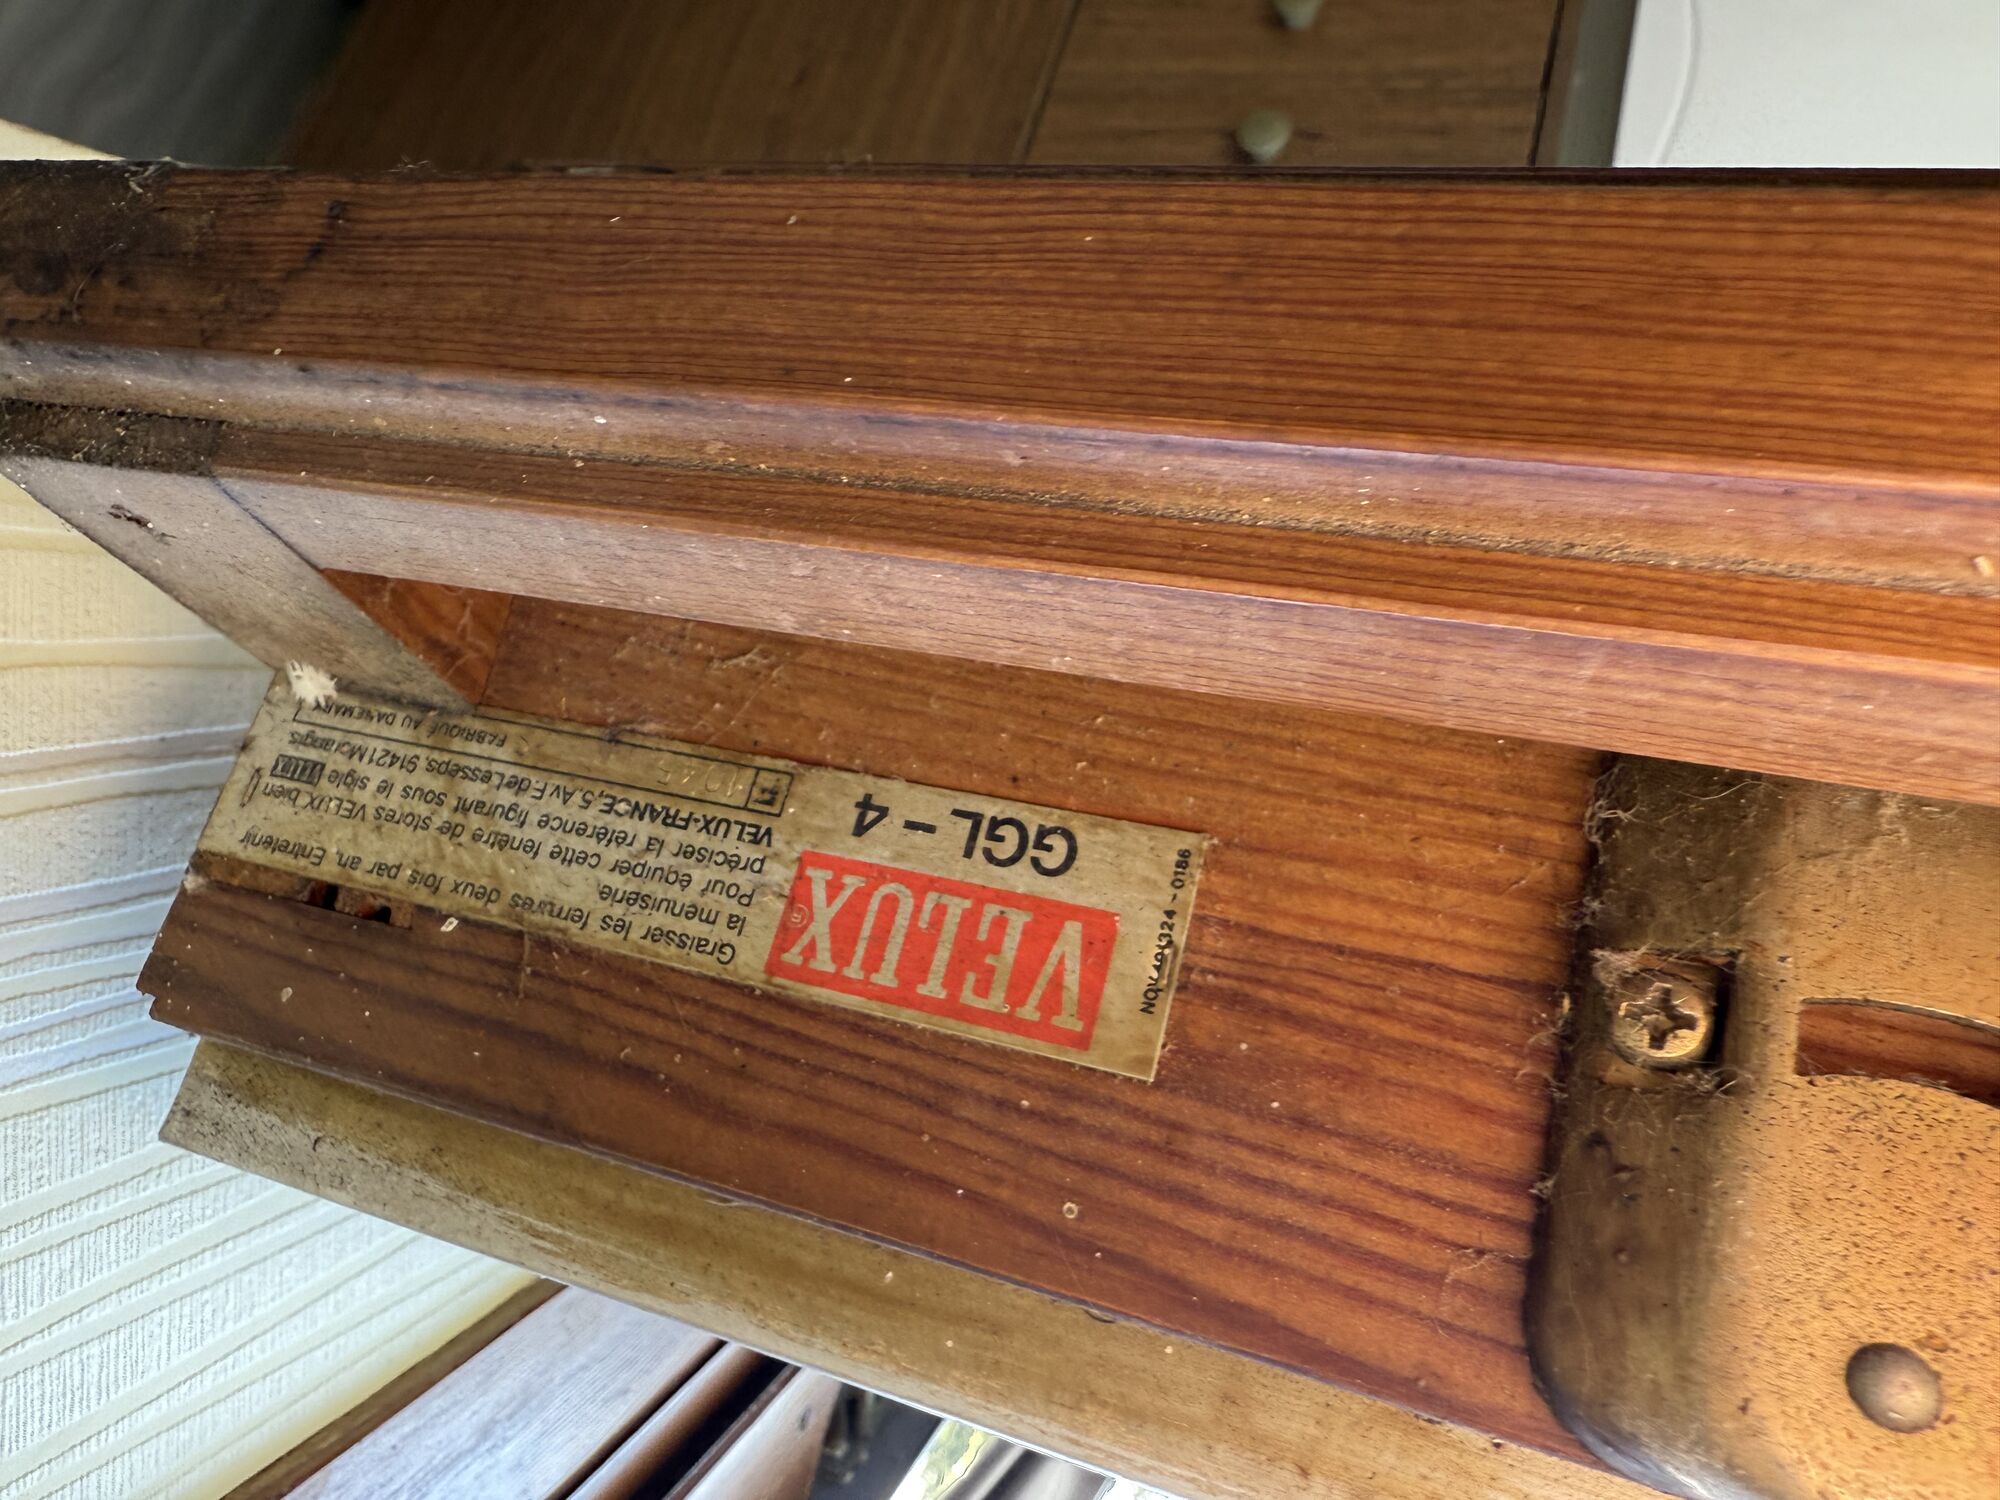 VELUX®
GGL - 4
Graisser les ferrures deux fois par an. Entretenir
la menuiserie.
Pour équiper cette fenêtre de stores VELUX bien
préciser la référence figurant sous le sigle VELUX
VELUX-FRANCE, 5. Av F. de Lesseps. 91421 Morangis.
FABRIQUÉ AU DANEMARK
- 0186